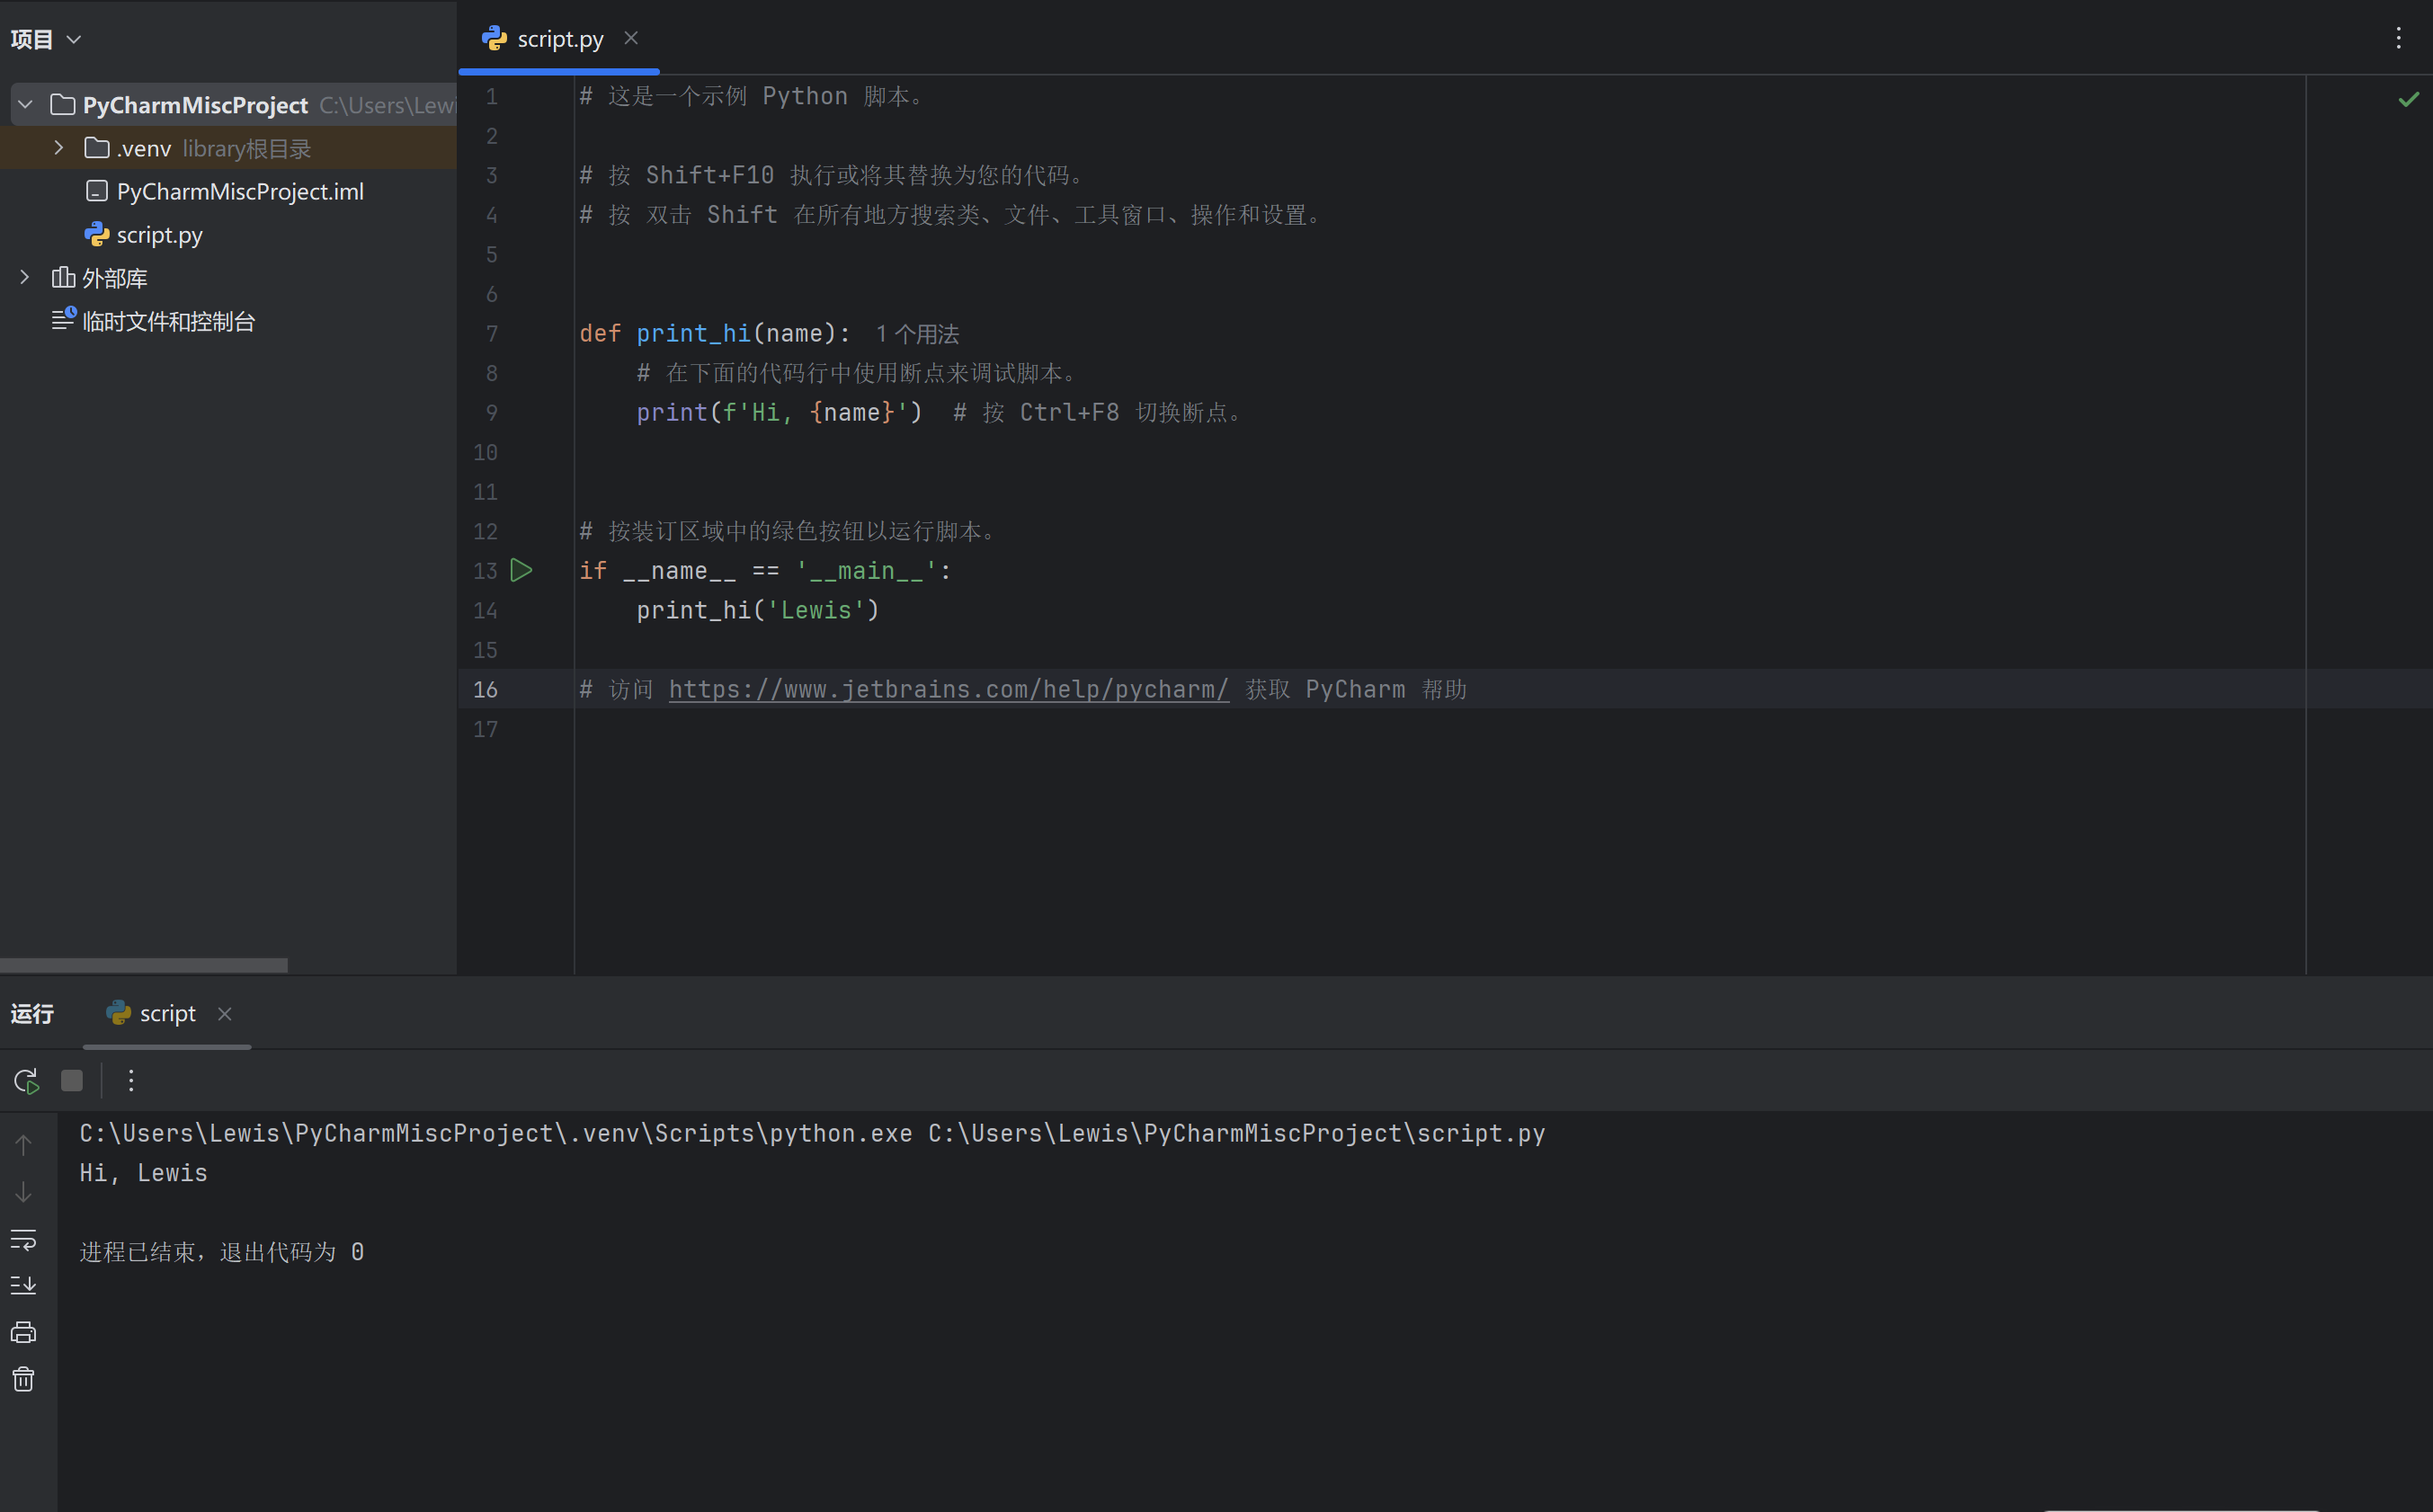 项目
PyCharmMiscProject C:\Users\Lewi
.venv library根目录
PyCharmMiscProject.iml
script.py
外部库
临时文件和控制台
script.py
1 # 这是一个示例 Python 脚本。
2
3 # 按 Shift+F10 执行或将其替换为您的代码。
4 # 按 双击 Shift 在所有地方搜索类、文件、工具窗口、操作和设置。
5
6
7 def print_hi(name): 1 个用法
8     # 在下面的代码行中使用断点来调试脚本。
9     print(f'Hi, {name}')  # 按 Ctrl+F8 切换断点。
10
11
12 # 按装订区域中的绿色按钮以运行脚本。
13 if __name__ == '__main__':
14     print_hi('Lewis')
15
16 # 访问 https://www.jetbrains.com/help/pycharm/ 获取 PyCharm 帮助
17
运行 script
C:\Users\Lewis\PyCharmMiscProject\.venv\Scripts\python.exe C:\Users\Lewis\PyCharmMiscProject\script.py
Hi, Lewis
进程已结束，退出代码为 0